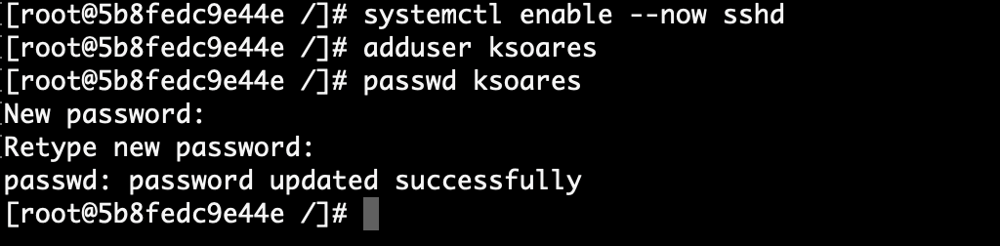 [root@5b8fedc9e44e /]# systemctl enable --now sshd
[root@5b8fedc9e44e /]# adduser ksoares
[root@5b8fedc9e44e /]# passwd ksoares
New password:
Retype new password:
passwd: password updated successfully
[root@5b8fedc9e44e /]#